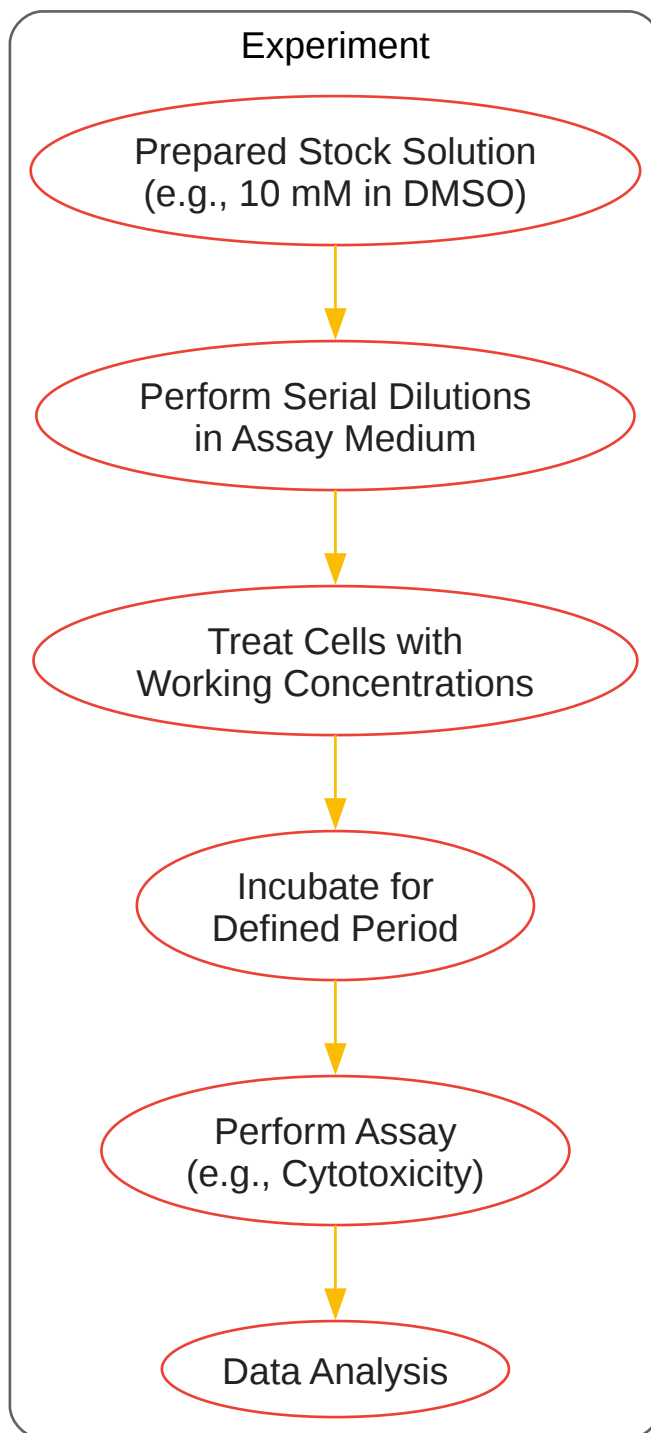 Experiment
Prepared Stock Solution
(e.g., 10 mM in DMSO)
Perform Serial Dilutions
in Assay Medium
Treat Cells with
Working Concentrations
Incubate for
Defined Period
Perform Assay
(e.g., Cytotoxicity)
Data Analysis